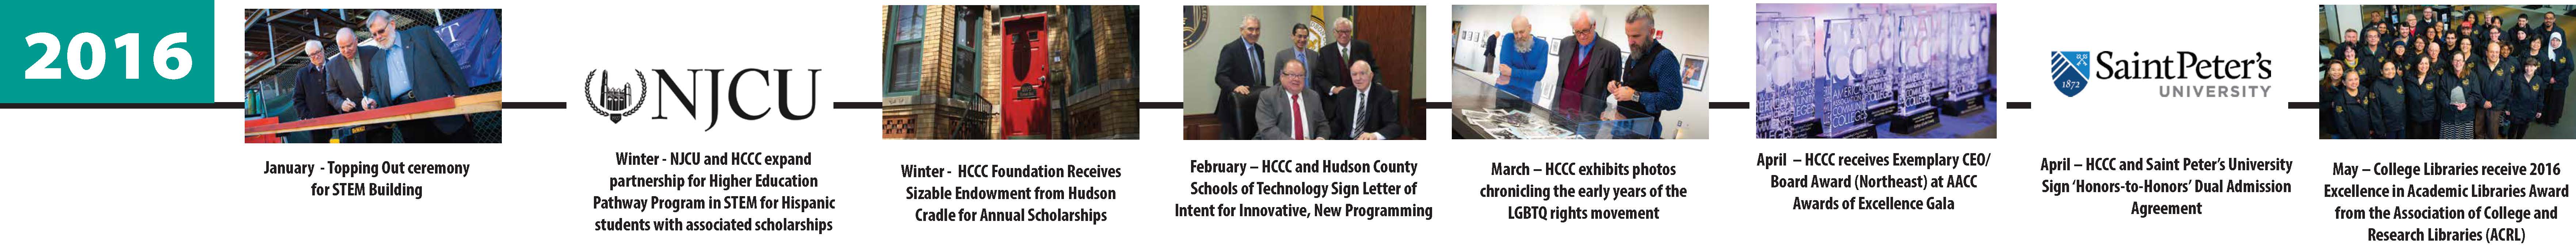 2016
January - Topping Out ceremony
for STEM Building
NJCU
Winter - NJCU and HCCC expand
partnership for Higher Education
Pathway Program in STEM for Hispanic
students with associated scholarships
Winter - HCCC Foundation Receives
Sizable Endowment from Hudson
Cradle for Annual Scholarships
February – HCCC and Hudson County
Schools of Technology Sign Letter of
Intent for Innovative, New Programming
March – HCCC exhibits photos
chronicling the early years of the
LGBTQ rights movement
April – HCCC receives Exemplary CEO/
Board Award (Northeast) at AACC
Awards of Excellence Gala
1872
Saint Peter's
UNIVERSITY
April – HCCC and Saint Peter’s University
Sign ‘Honors-to-Honors’ Dual Admission
Agreement
May – College Libraries receive 2016
Excellence in Academic Libraries Award
from the Association of College and
Research Libraries (ACRL)